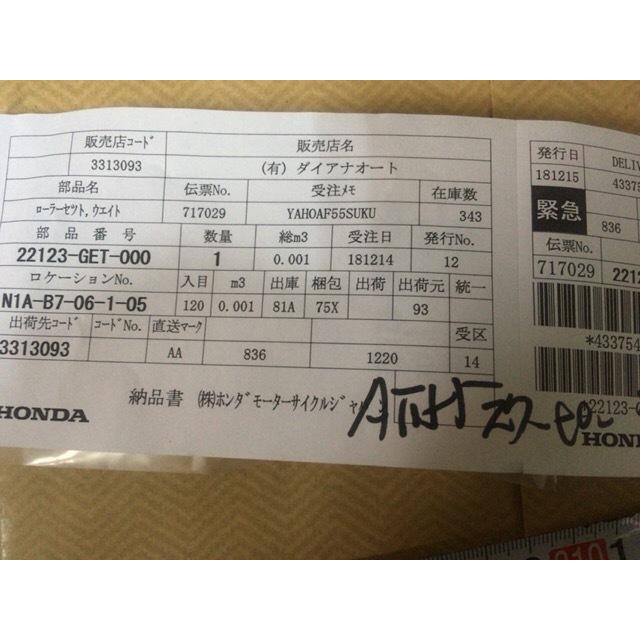 販売店ｺｰﾄﾞ 販売店名
3313093 (有) ダイアナオート
部品名 伝票No. 受注ﾒﾓ 在庫数
ﾛｰﾗｰｾﾂﾄ,ｳｴｲﾄ 717029 YAHOAF55SUKU 343
部 品 番 号 数量 総m3 受注日 発行No.
22123-GET-000 1 0.001 181214 12
ロケーションNo. 入目 m3 出庫 梱包 出荷 出荷元 統一
N1A-B7-06-1-05 120 0.001 81A 75X 93
出荷先ｺｰﾄﾞ ｺｰﾄﾞNo. 直送ﾏｰｸ 受区
3313093 AA 836 1220 14
HONDA 納品書 (株)ホンダモーターサイクルジャ
発行日 DELIV
181215 43375
緊急 836
伝票No.
717029 2212
*433754
A22123-G
HON
210 1